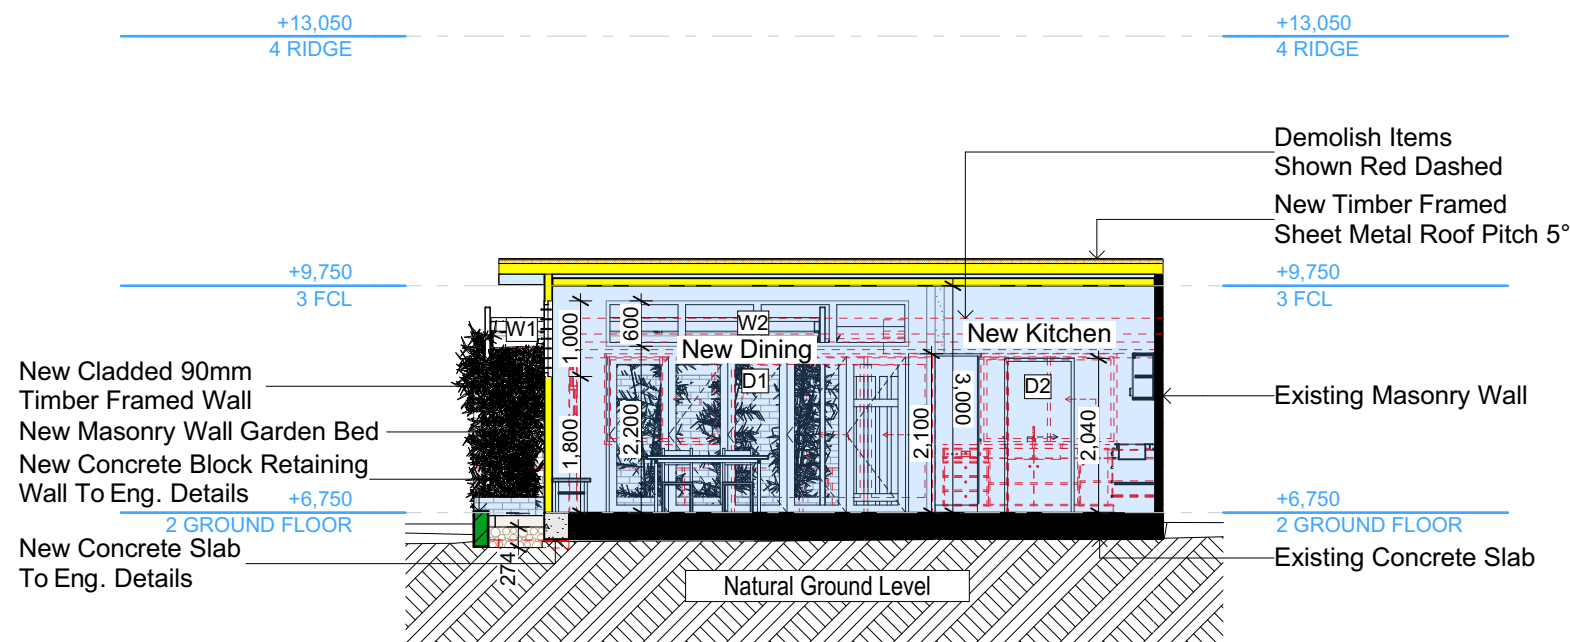 +13,050
4 RIDGE
+13,050
4 RIDGE
Demolish Items
Shown Red Dashed
New Timber Framed
Sheet Metal Roof Pitch 5°
+9,750
3 FCL
+9,750
3 FCL
W1
1,000
600
W2
New Dining
New Kitchen
D1
D2
3,000
1,800
2,200
2,100
2,040
New Cladded 90mm
Timber Framed Wall
New Masonry Wall Garden Bed
New Concrete Block Retaining
Wall To Eng. Details
Existing Masonry Wall
+6,750
2 GROUND FLOOR
+6,750
2 GROUND FLOOR
New Concrete Slab
To Eng. Details
274
Existing Concrete Slab
Natural Ground Level